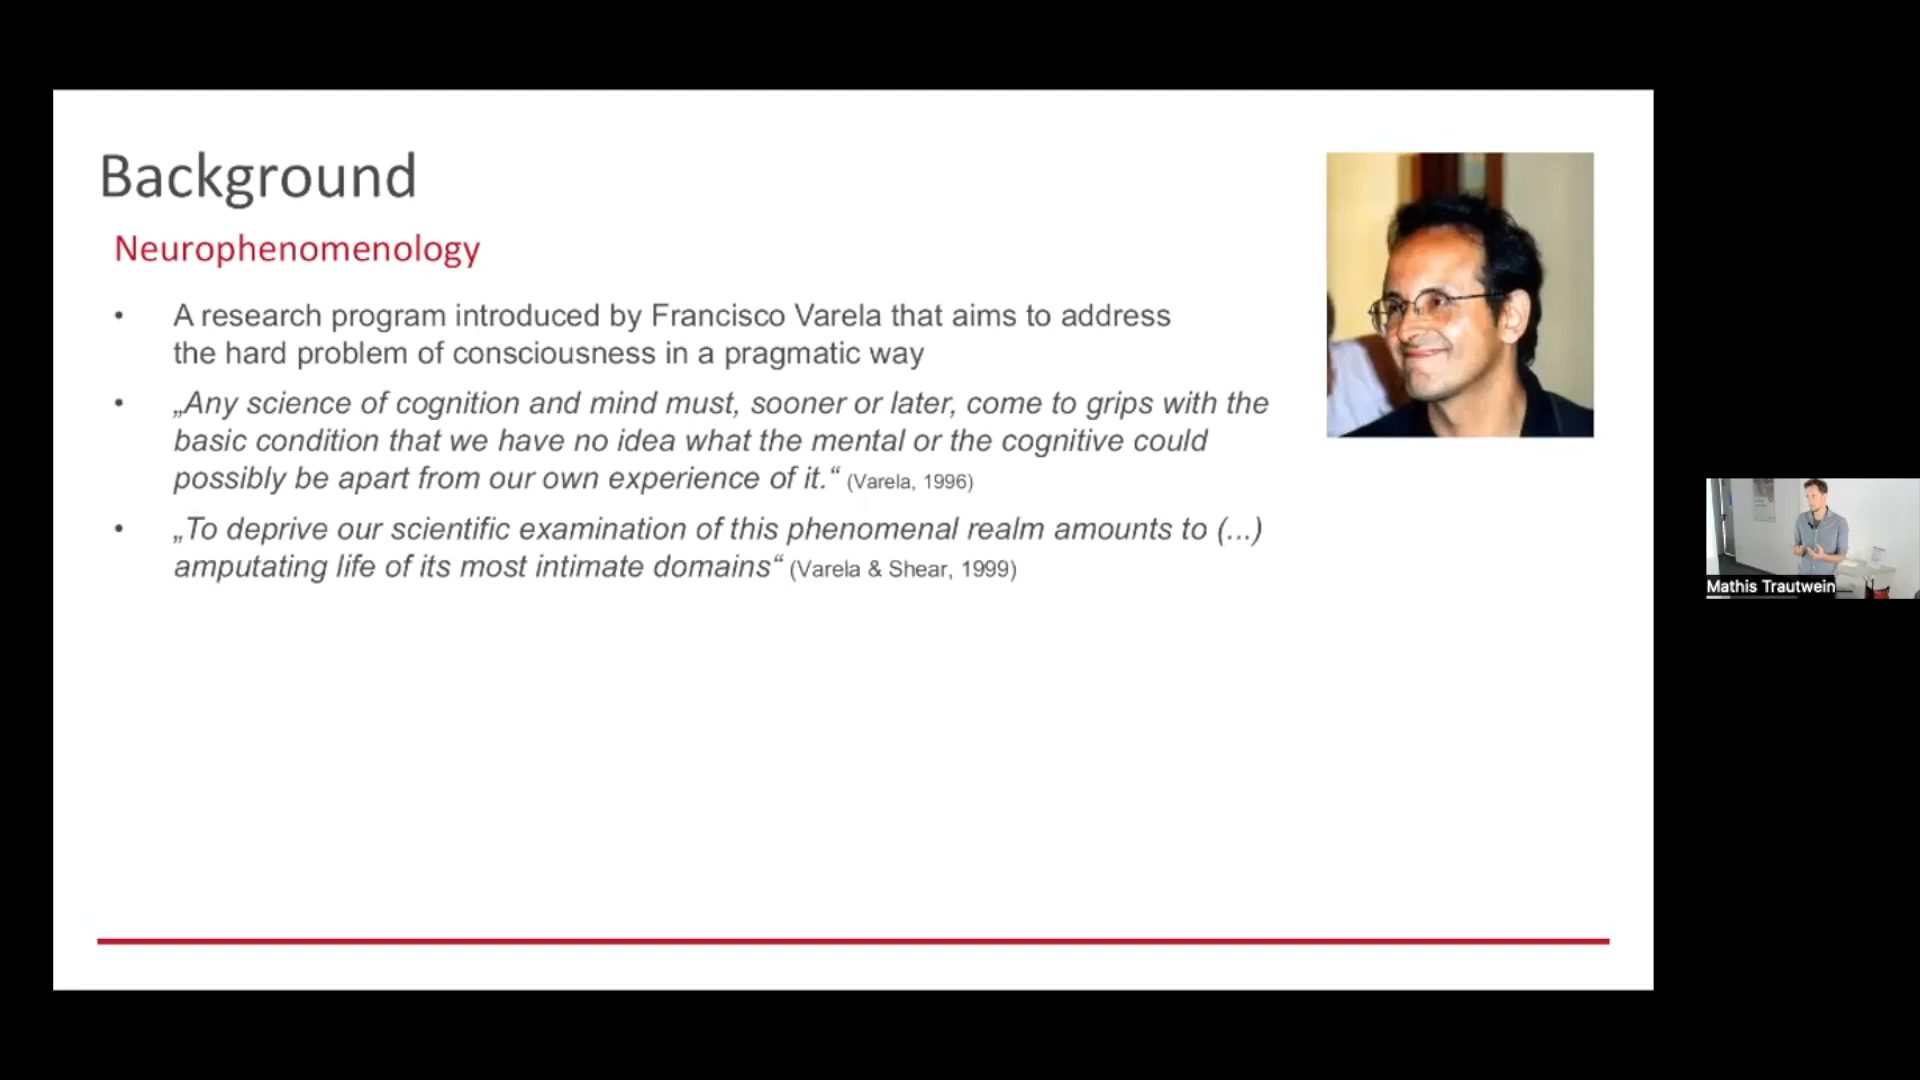 Background
Neurophenomenology
• A research program introduced by Francisco Varela that aims to address
the hard problem of consciousness in a pragmatic way
• „Any science of cognition and mind must, sooner or later, come to grips with the
basic condition that we have no idea what the mental or the cognitive could
possibly be apart from our own experience of it.“ (Varela, 1996)
• „To deprive our scientific examination of this phenomenal realm amounts to (...)
amputating life of its most intimate domains“ (Varela & Shear, 1999)
Mathis Trautwein